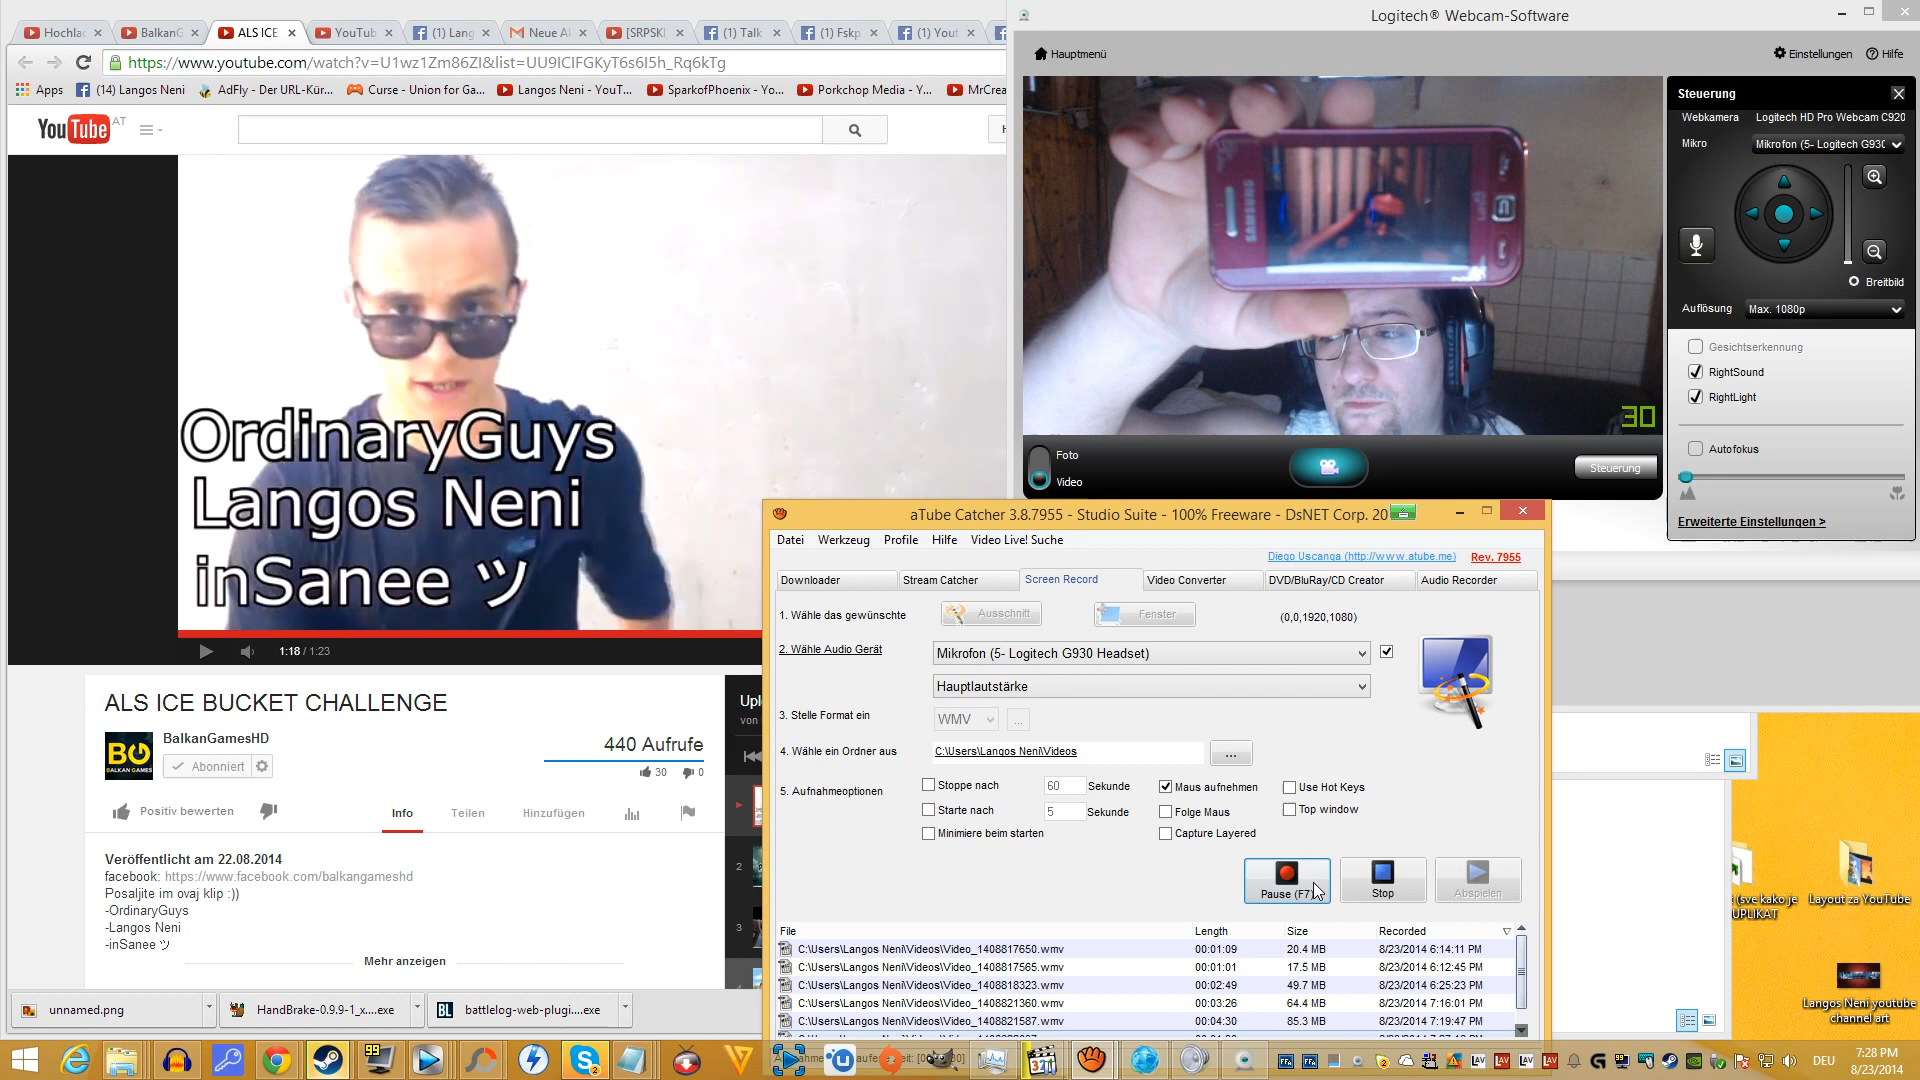 Hochlac
BalkanG
ALS ICE
YouTub
(1) Lang
Neue Al
[SRPSKI
(1) Talk
(1) Fskp
(1) Yout
https://www.youtube.com/watch?v=U1wz1Zm86ZI&list=UU9ICIFGKyT6s6I5h_Rq6kTg
Apps
(14) Langos Neni
AdFly - Der URL-Kür...
Curse - Union for Ga...
Langos Neni - YouT...
SparkofPhoenix - Yo...
Porkchop Media - Y...
MrCrea
YouTube AT
OrdinaryGuys
Langos Neni
inSanee ツ
1:18 / 1:23
ALS ICE BUCKET CHALLENGE
BalkanGamesHD
BG
BALKAN GAMES
Abonniert
440 Aufrufe
30
0
Positiv bewerten
Info
Teilen
Hinzufügen
Veröffentlicht am 22.08.2014
facebook: https://www.facebook.com/balkangameshd
Posaljite im ovaj klip :))
-OrdinaryGuys
-Langos Neni
-inSanee ツ
Mehr anzeigen
Upl
von
2
3
unnamed.png
HandBrake-0.9.9-1_x....exe
BL
battlelog-web-plugi....exe
Logitech® Webcam-Software
Hauptmenü
Einstellungen
Hilfe
SAMSUNG
30
Foto
Video
Steuerung
Steuerung
Webkamera
Logitech HD Pro Webcam C920
Mikro
Mikrofon (5- Logitech G930
Breitbild
Auflösung
Max. 1080p
Gesichtserkennung
RightSound
RightLight
Autofokus
Erweiterte Einstellungen >
aTube Catcher 3.8.7955 - Studio Suite - 100% Freeware - DsNET Corp. 20
Datei
Werkzeug
Profile
Hilfe
Video Live! Suche
Diego Uscanga (http://www.atube.me)
Rev. 7955
Downloader
Stream Catcher
Screen Record
Video Converter
DVD/BluRay/CD Creator
Audio Recorder
1. Wähle das gewünschte
Ausschnitt
Fenster
(0,0,1920,1080)
2. Wähle Audio Gerät
Mikrofon (5- Logitech G930 Headset)
Hauptlautstärke
3. Stelle Format ein
WMV
...
4. Wähle ein Ordner aus
C:\Users\Langos Neni\Videos
...
5. Aufnahmeoptionen
Stoppe nach
60
Sekunde
Maus aufnehmen
Use Hot Keys
Starte nach
5
Sekunde
Folge Maus
Top window
Minimiere beim starten
Capture Layered
Pause (F7)
Stop
Abspielen
File
Length
Size
Recorded
C:\Users\Langos Neni\Videos\Video_1408817650.wmv 00:01:09 20.4 MB 8/23/2014 6:14:11 PM
C:\Users\Langos Neni\Videos\Video_1408817565.wmv 00:01:01 17.5 MB 8/23/2014 6:12:45 PM
C:\Users\Langos Neni\Videos\Video_1408818323.wmv 00:02:49 49.7 MB 8/23/2014 6:25:23 PM
C:\Users\Langos Neni\Videos\Video_1408821360.wmv 00:03:26 64.4 MB 8/23/2014 7:16:01 PM
C:\Users\Langos Neni\Videos\Video_1408821587.wmv 00:04:30 85.3 MB 8/23/2014 7:19:47 PM
(sve kako je
UPLIKAT
Layout za YouTube
Langos Neni youtube
channel art
DEU
7:28 PM
8/23/2014